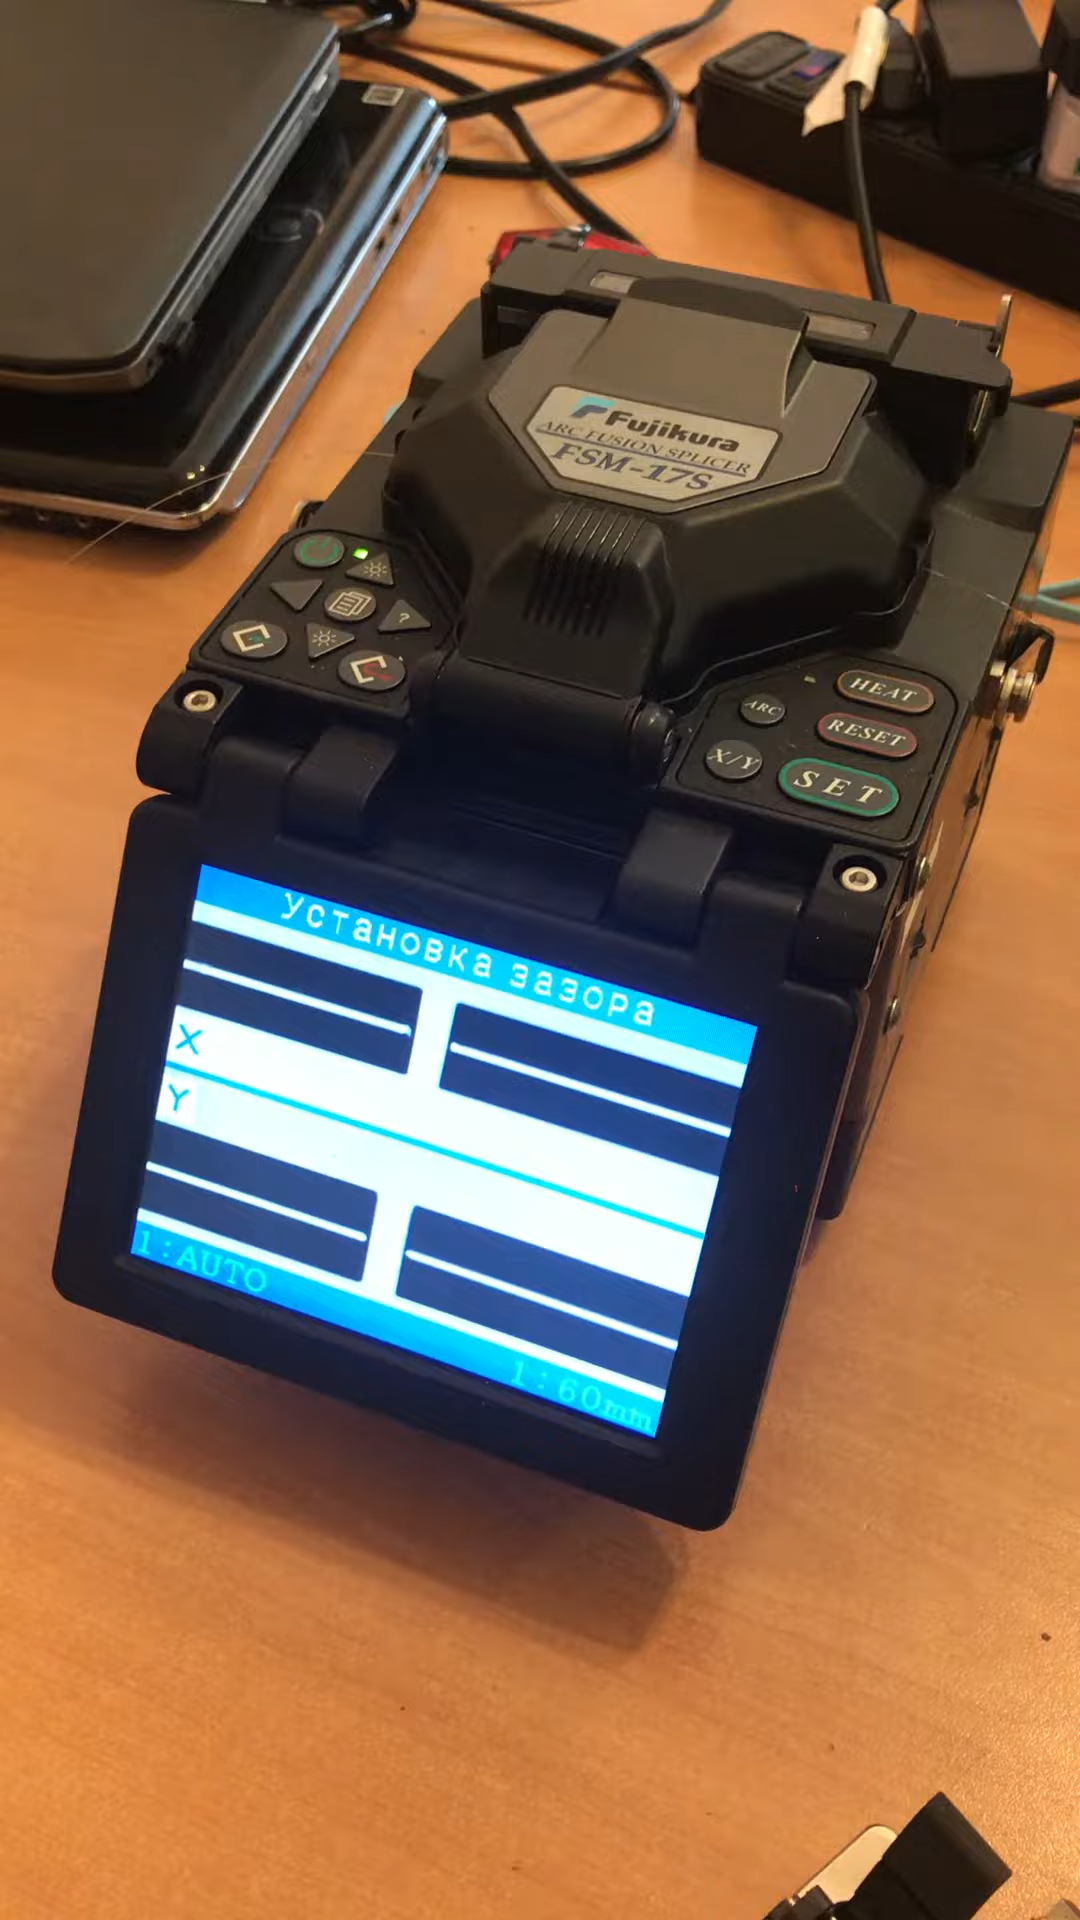 Fujikura
ARC FUSION SPLICER
FSM-17S
?
HEAT
ARC
RESET
X/Y
SET
Установка зазора
X
Y
1:AUTO
1:60mm